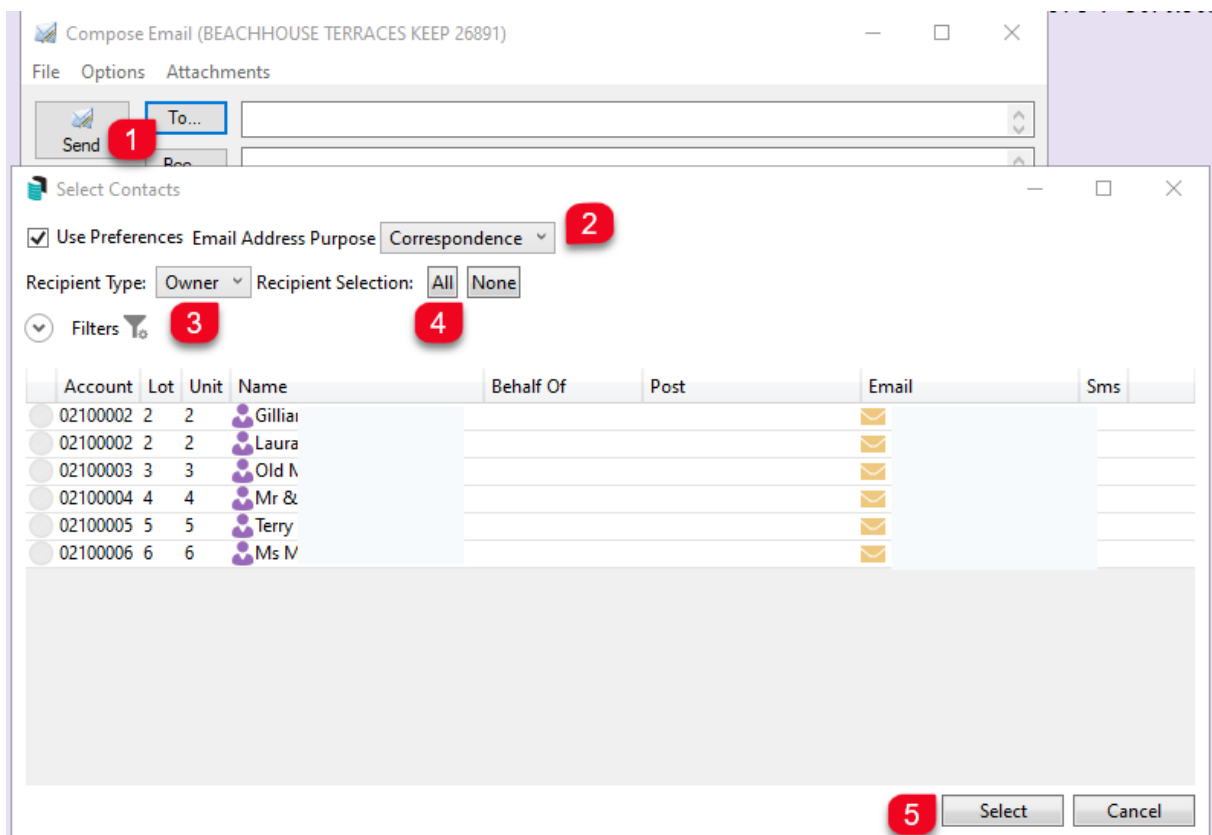 Compose Email (BEACHHOUSE TERRACES KEEP 26891)
File Options Attachments
Send 1 To...
Select Contacts
Use Preferences Email Address Purpose Correspondence 2
Recipient Type: Owner Recipient Selection: All None
Filters 3 4
Account Lot Unit Name Behalf Of Post Email Sms
02100002 2 2
02100002 2 2 Laura
02100003 3 3 Old
02100004 4 4 Mr &
02100005 5 5 Terry
02100006 6 6 Ms M
5 Select Cancel